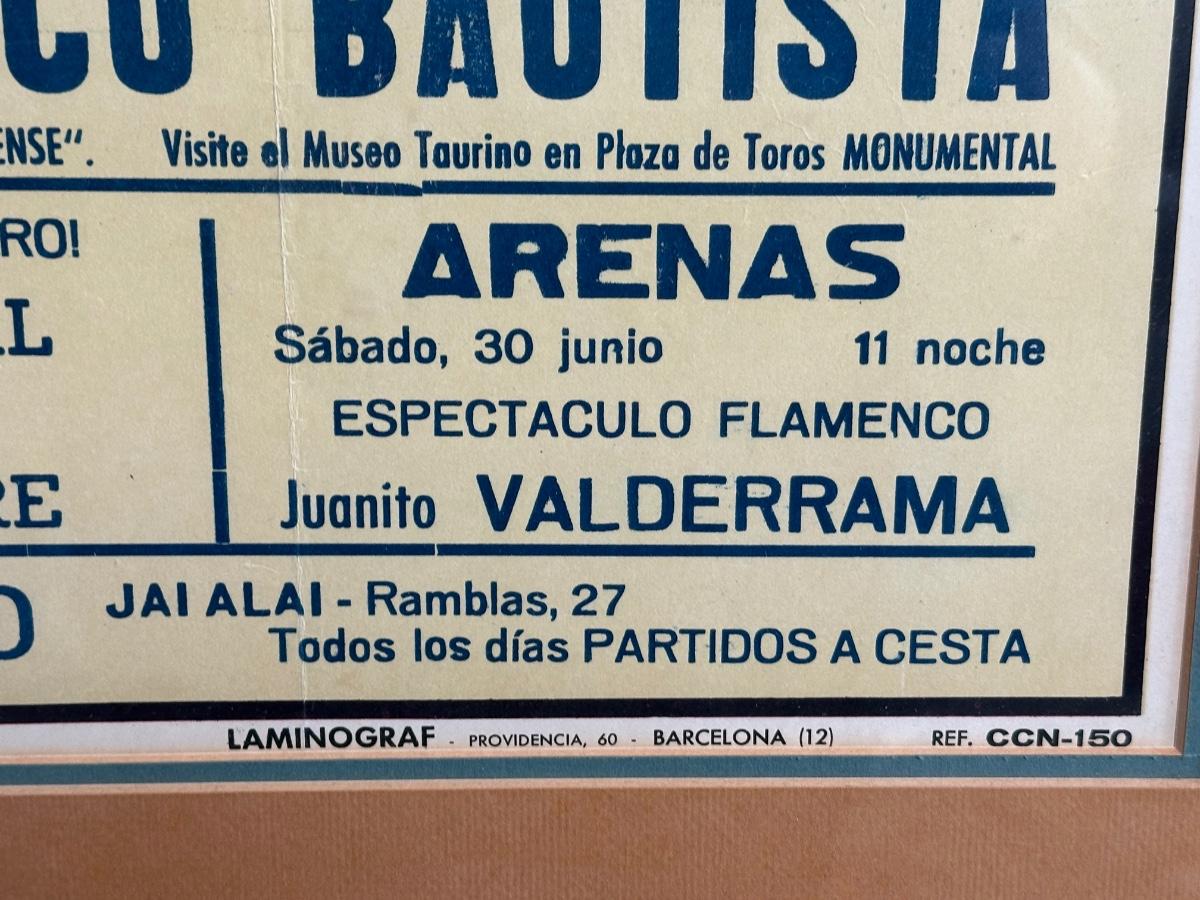 CO BAUTISTA
ENSE". Visite el Museo Taurino en Plaza de Toros MONUMENTAL
RO!
L
RE
ARENAS
Sábado, 30 junio 11 noche
ESPECTACULO FLAMENCO
Juanito VALDERRAMA
O
JAI ALAI - Ramblas, 27
Todos los días PARTIDOS A CESTA
LAMINOGRAF - PROVIDENCIA, 60 - BARCELONA (12) REF. CCN-150